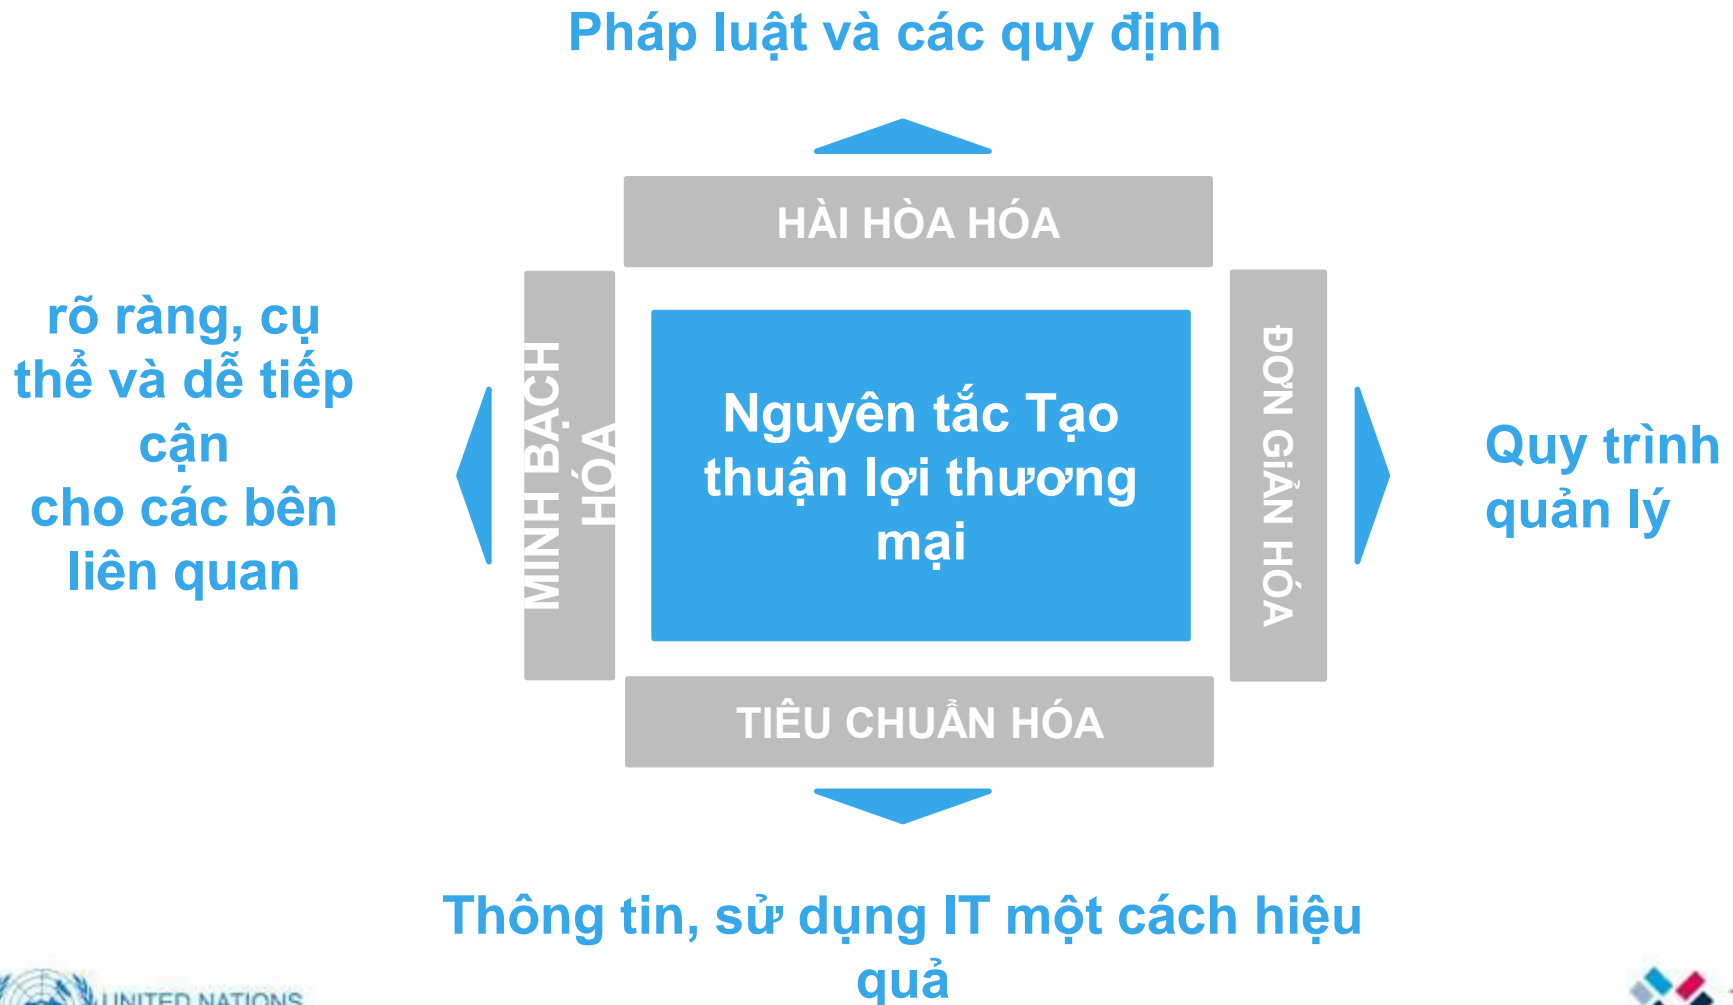 Pháp luật và các quy định
HÀI HÒA HÓA
rõ ràng, cụ
thể và dễ tiếp
cận
cho các bên
liên quan
MINH BẠCH
HÓA
Nguyên tắc Tạo
thuận lợi thương
mại
ĐƠN GiẢN HÓA
Quy trình
quản lý
TIÊU CHUẨN HÓA
Thông tin, sử dụng IT một cách hiệu
quả
UNITED NATIONS